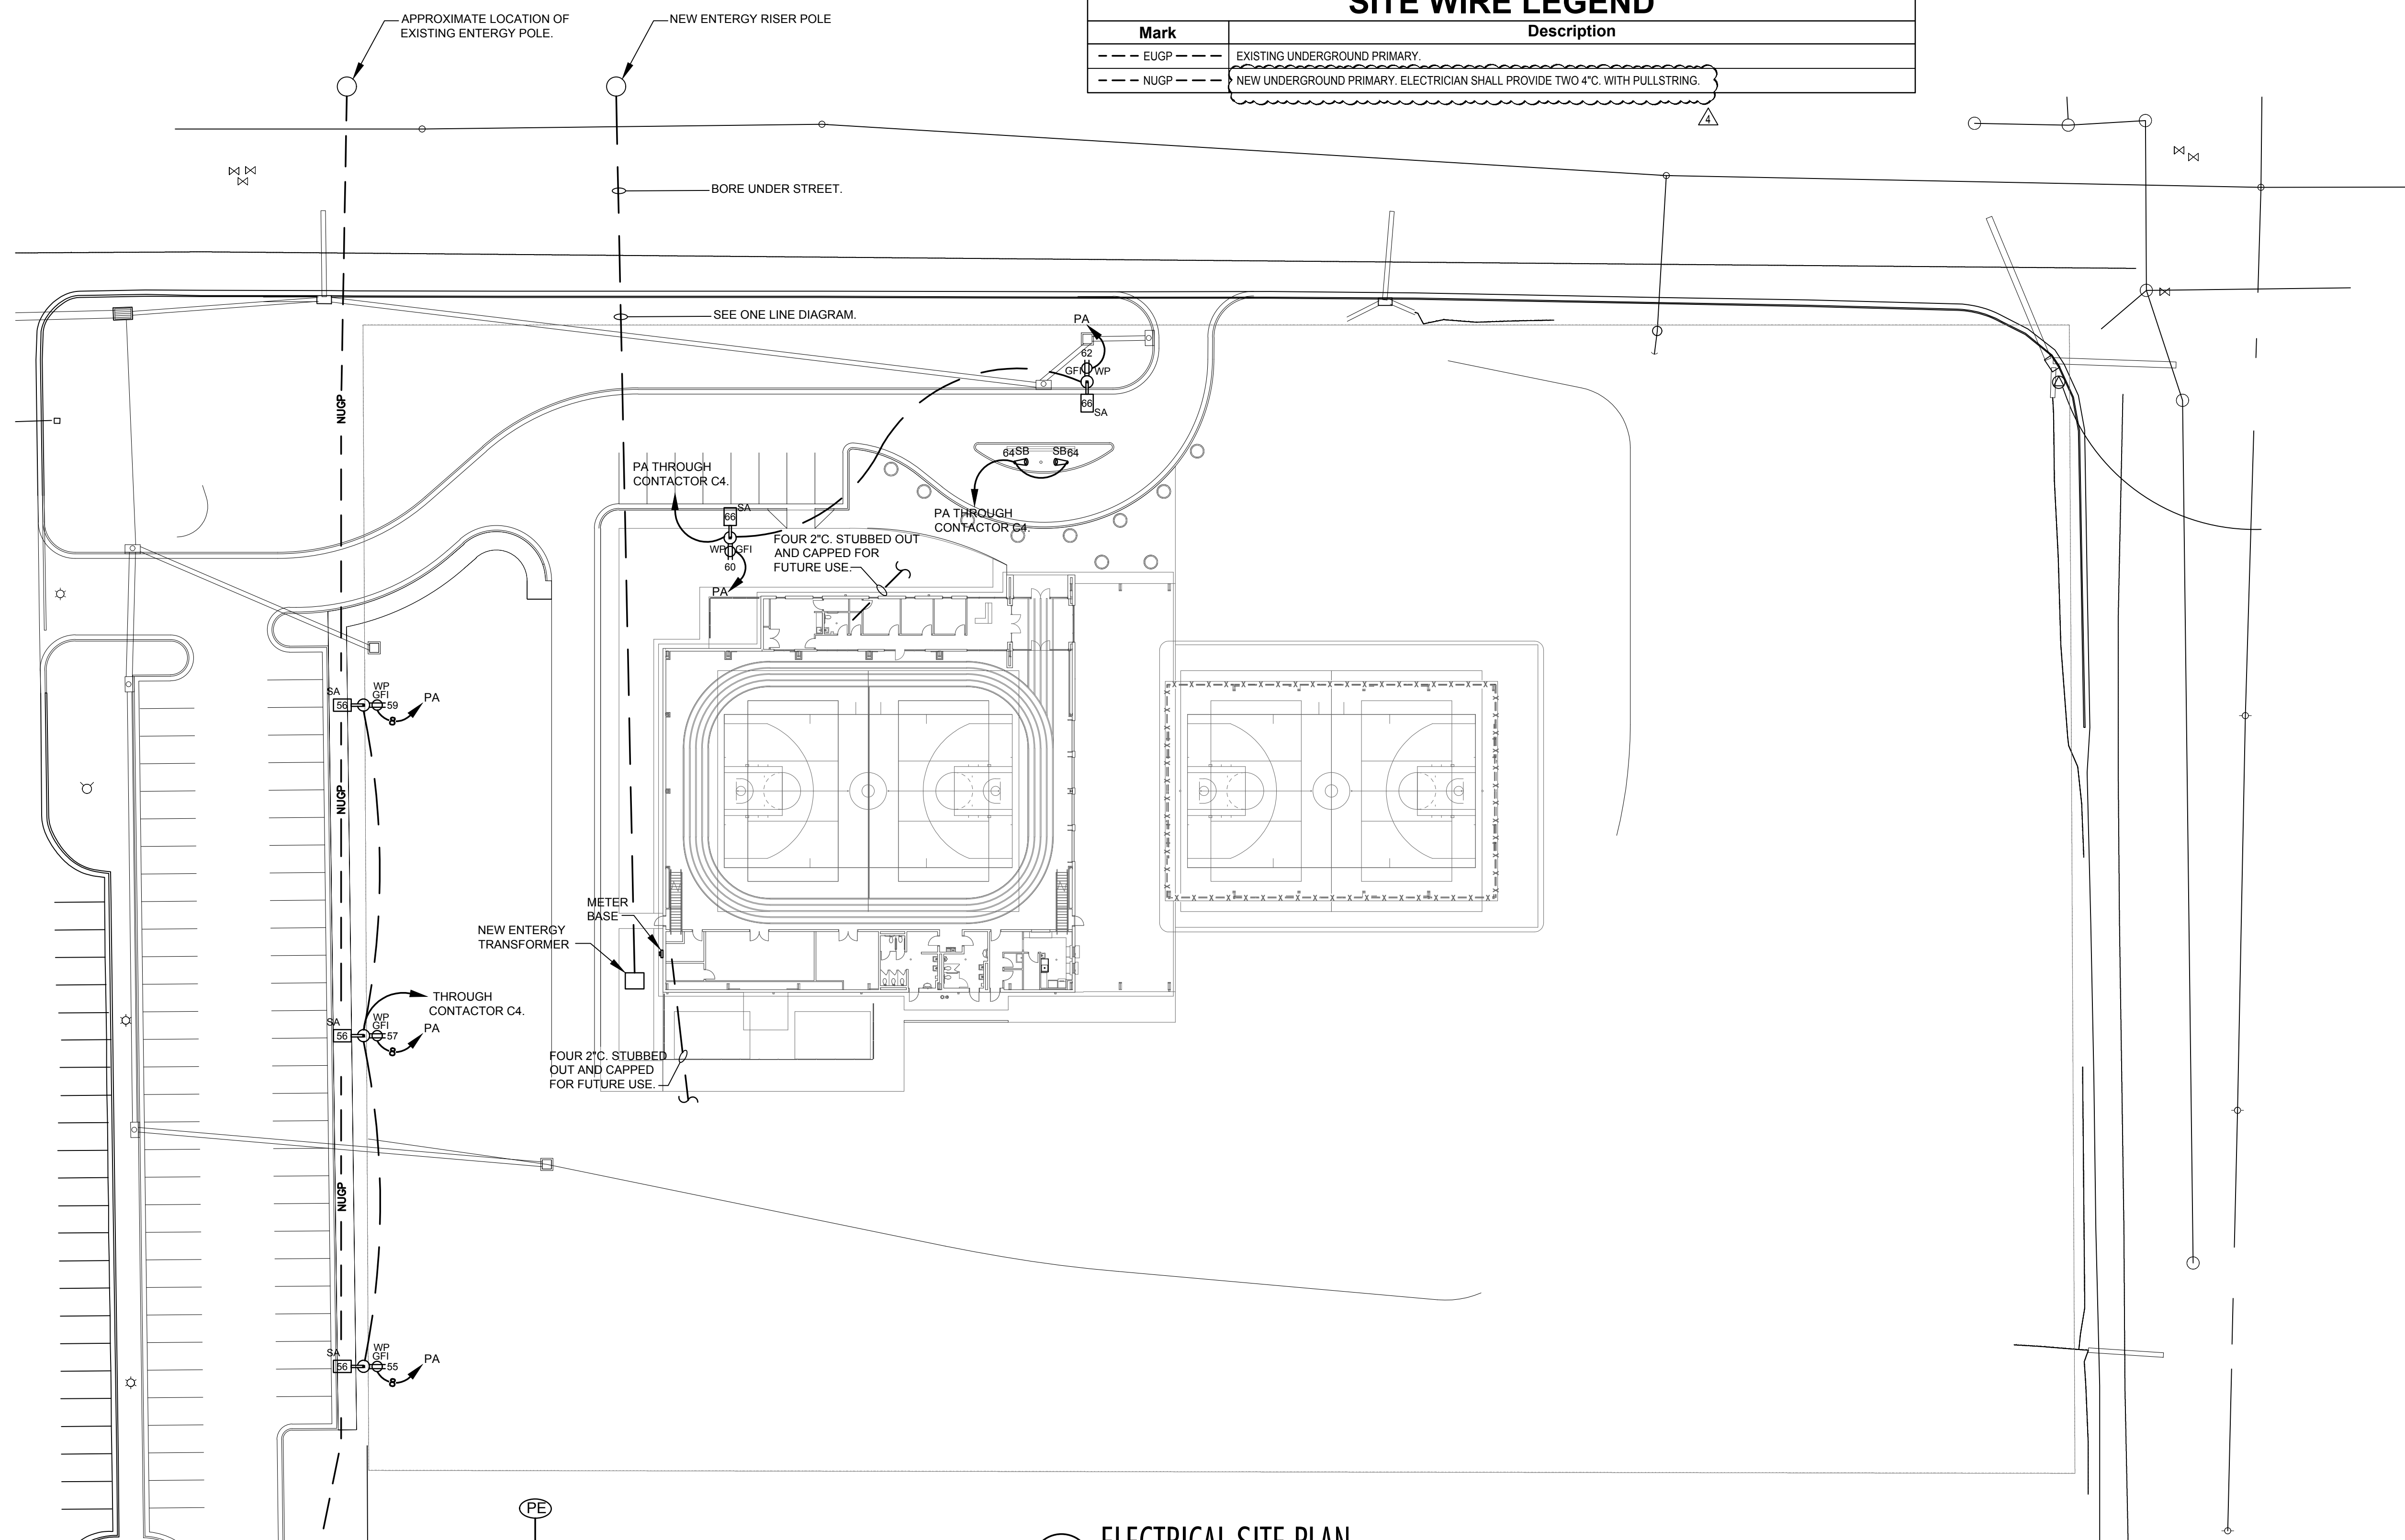 SITE WIRE LEGEND
Mark
Description
EUGP
EXISTING UNDERGROUND PRIMARY.
NUGP
NEW UNDERGROUND PRIMARY. ELECTRICIAN SHALL PROVIDE TWO 4"C. WITH PULLSTRING.
4
APPROXIMATE LOCATION OF
EXISTING ENTERGY POLE.
NEW ENTERGY RISER POLE
BORE UNDER STREET.
SEE ONE LINE DIAGRAM.
PA
62
GFI
WP
66
SA
NUGP
64
SB
SB
64
PA THROUGH
CONTACTOR C4.
PA THROUGH
CONTACTOR C4.
SA
66
WP
GFI
60
PA
FOUR 2"C. STUBBED OUT
AND CAPPED FOR
FUTURE USE.
SA
56
WP
GFI
59
PA
NUGP
METER
BASE
NEW ENTERGY
TRANSFORMER
THROUGH
CONTACTOR C4.
SA
56
WP
GFI
57
PA
FOUR 2"C. STUBBED
OUT AND CAPPED
FOR FUTURE USE.
NUGP
SA
56
WP
GFI
55
PA
PE
ELECTRICAL SITE PLAN